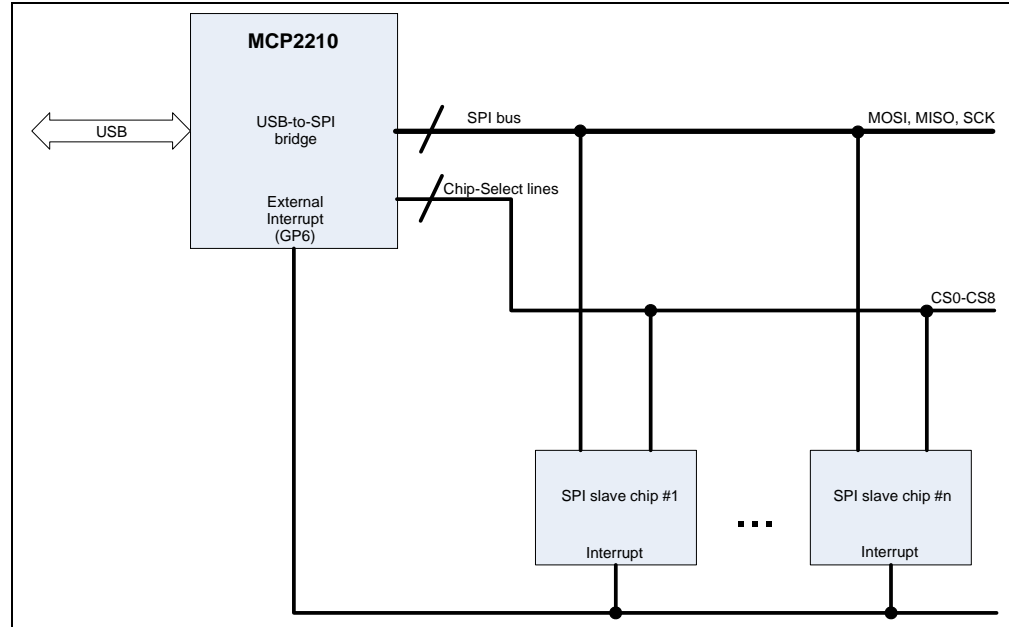 MCP2210
USB
USB-to-SPI
bridge
SPI bus
MOSI, MISO, SCK
Chip-Select lines
External
Interrupt
(GP6)
CS0-CS8
SPI slave chip #1
SPI slave chip #n
Interrupt
Interrupt